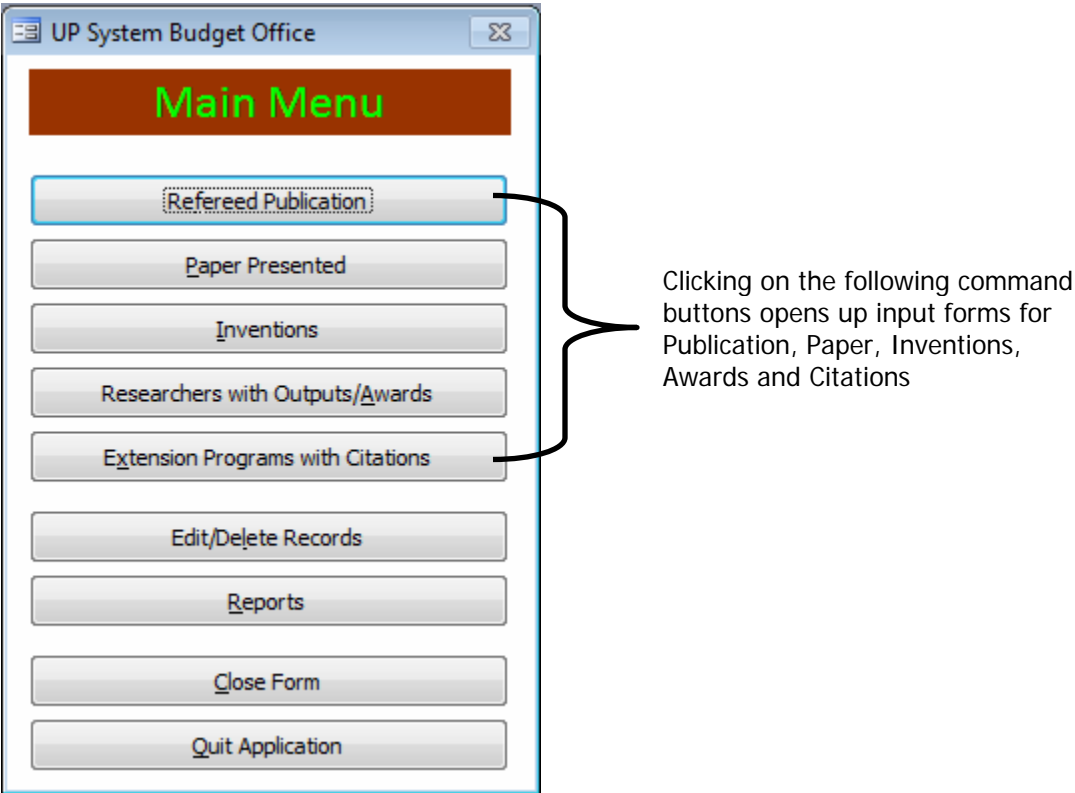 UP System Budget Office
Main Menu
Refereed Publication
Paper Presented
Inventions
Researchers with Outputs/Awards
Extension Programs with Citations
Edit/Delete Records
Reports
Close Form
Quit Application
Clicking on the following command
buttons opens up input forms for
Publication, Paper, Inventions,
Awards and Citations